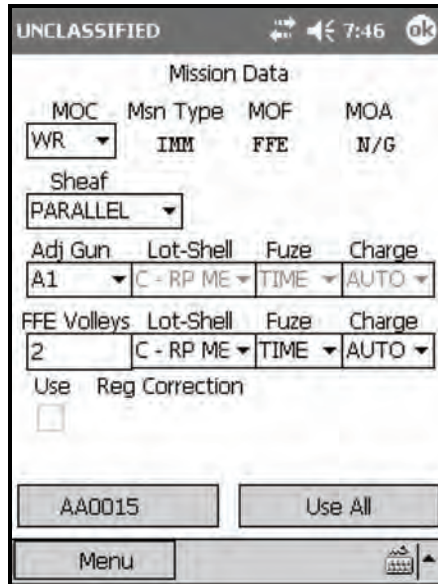 UNCLASSIFIED 7:46 ok
Mission Data
MOC Msn Type MOF MOA
WR IMM FFE N/G
Sheaf
PARALLEL
Adj Gun Lot-Shell Fuze Charge
A1 C - RP ME TIME AUTO
FFE Volleys Lot-Shell Fuze Charge
2 C - RP ME TIME AUTO
Use Reg Correction
AA0015 Use All
Menu